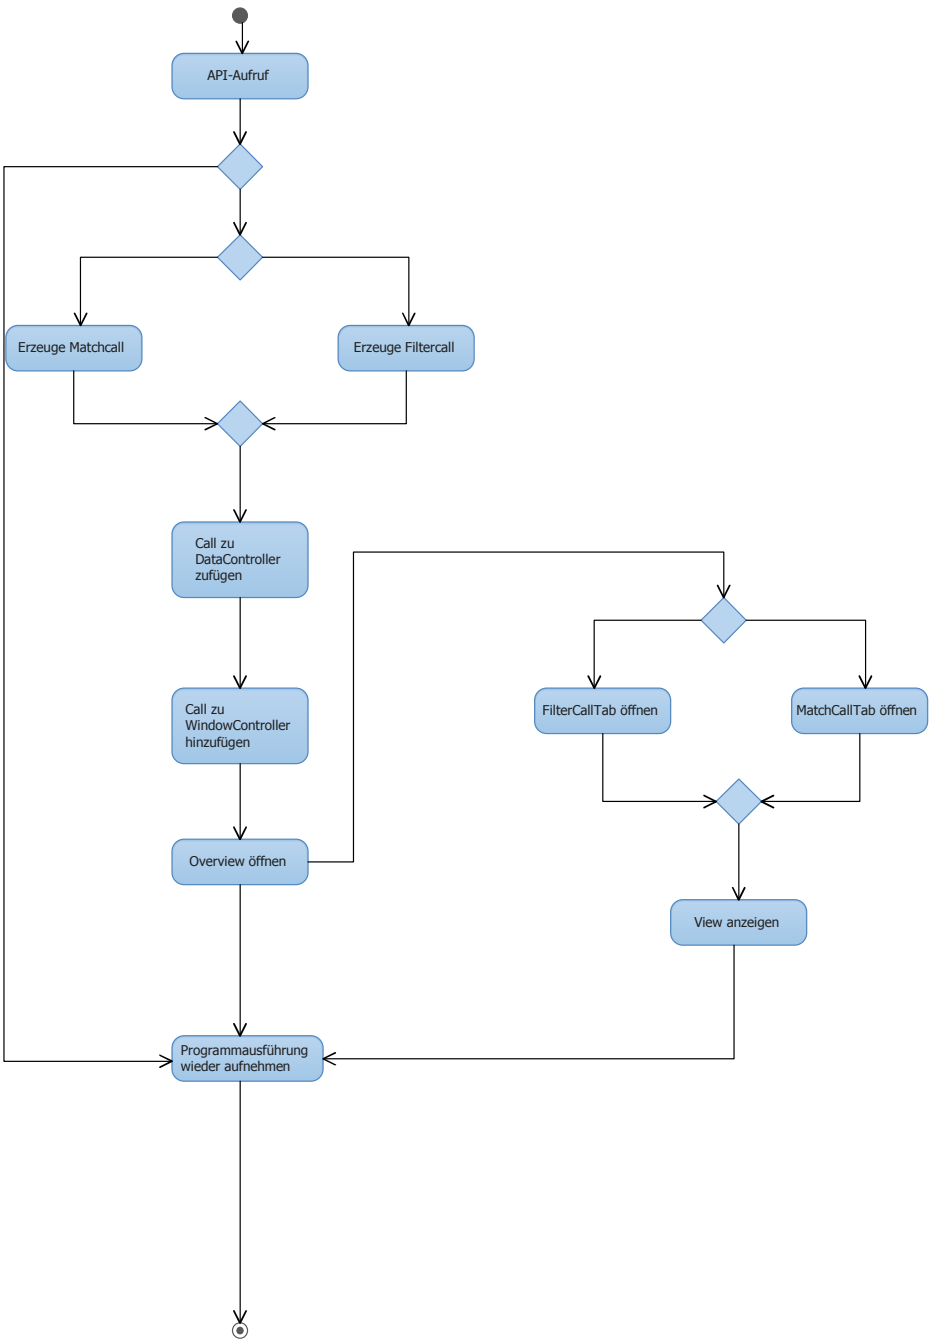 API-Aufruf
Erzeuge Matchcall
Erzeuge Filtercall
Call zu
DataController
zufügen
Call zu
WindowController
hinzufügen
FilterCallTab öffnen
MatchCallTab öffnen
Overview öffnen
View anzeigen
Programmausführung
wieder aufnehmen